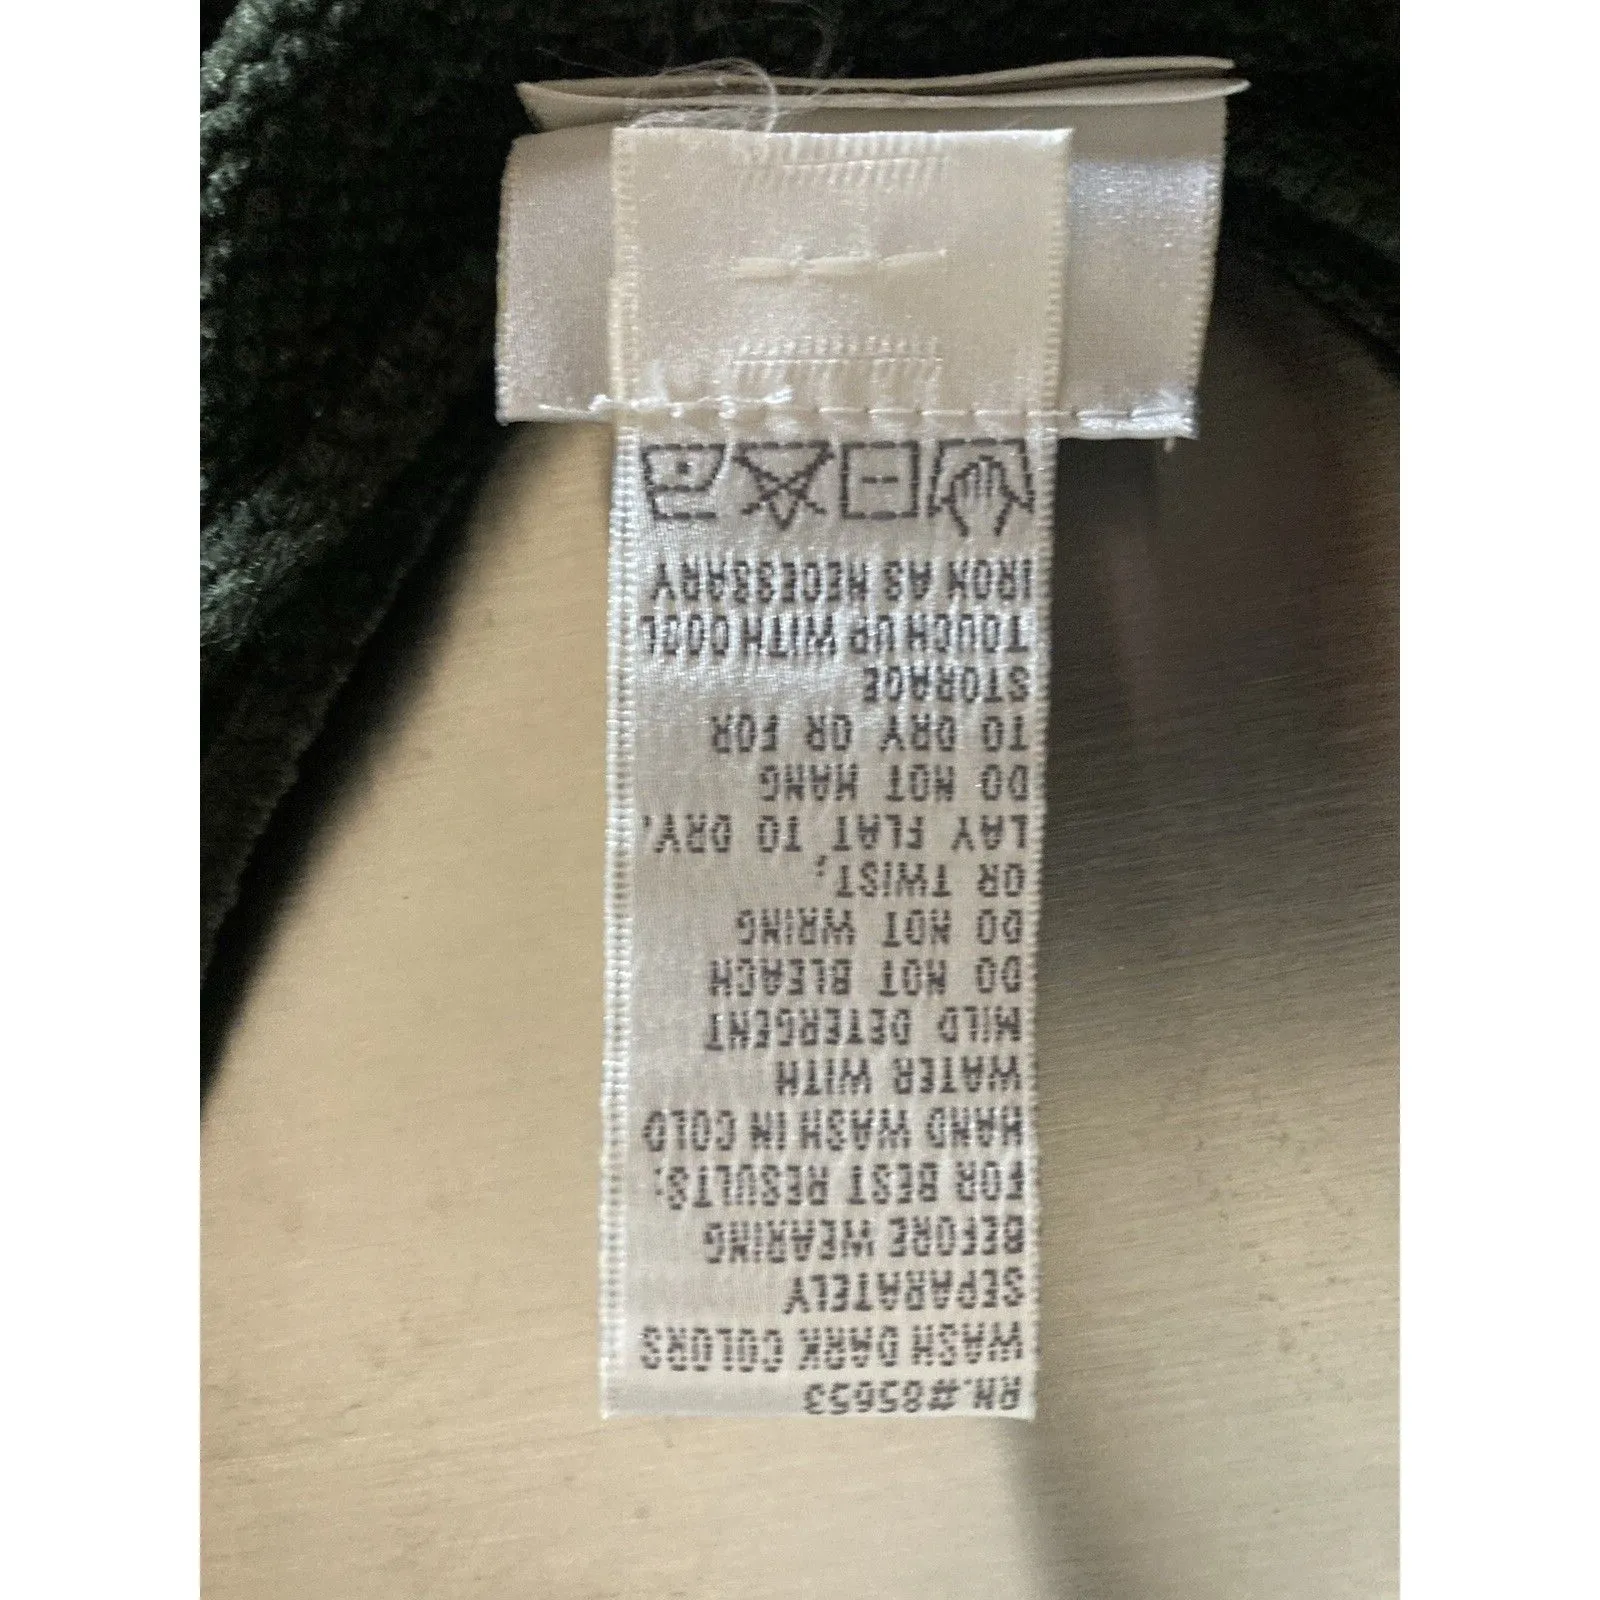 RN.#85653
WASH DARK COLORS
SEPARATELY
BEFORE WEARING
FOR BEST RESULTS:
HAND WASH IN COLD
WATER WITH
MILD DETERGENT
DO NOT BLEACH
DO NOT WRING
OR TWIST;
LAY FLAT TO DRY,
DO NOT HANG
TO DRY OR FOR
STORAGE
TOUCH UP WITH COOL
IRON AS NECESSARY